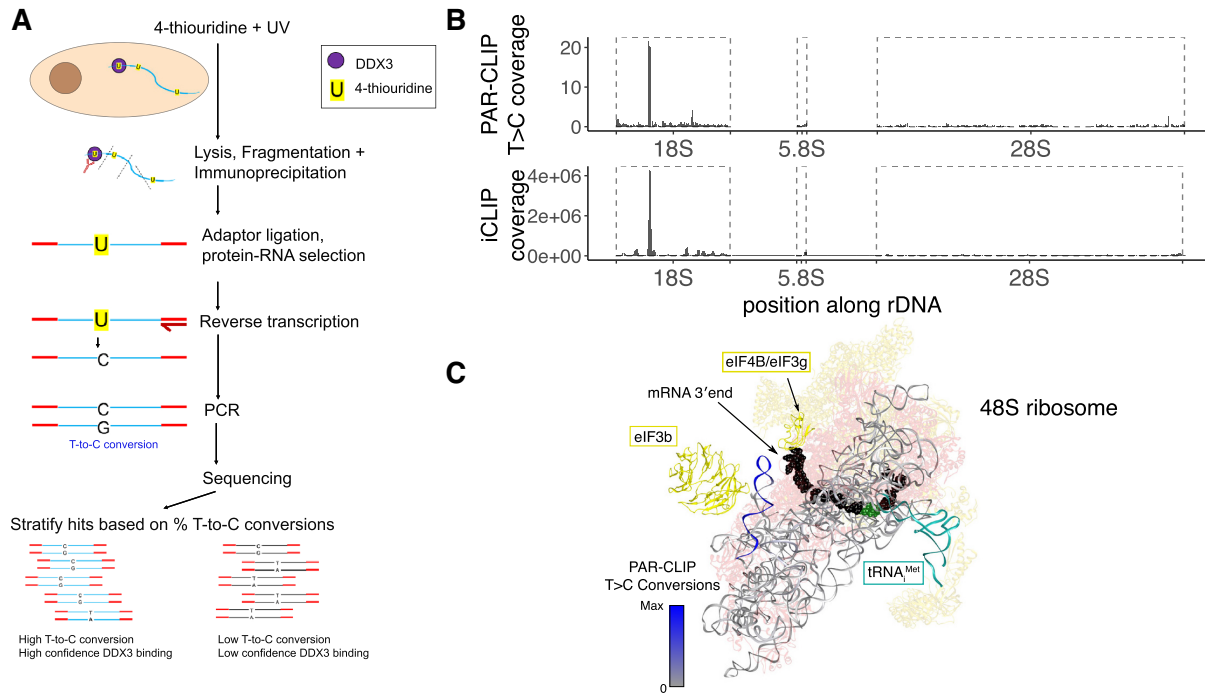 A
4-thiouridine + UV
U
U
U
DDX3
U
4-thiouridine
U
U
U
Lysis, Fragmentation +
Immunoprecipitation
U
Adaptor ligation,
protein-RNA selection
U
Reverse transcription
C
C
G
T-to-C conversion
PCR
Sequencing
Stratify hits based on % T-to-C conversions
C
G
C
G
C
G
C
G
T
A
High T-to-C conversion
High confidence DDX3 binding
C
G
T
A
T
A
T
A
T
A
Low T-to-C conversion
Low confidence DDX3 binding
B
PAR-CLIP
T>C coverage
20
10
0
18S
5.8S
28S
iCLIP
coverage
4e+06
2e+06
0e+00
18S
5.8S
28S
position along rDNA
C
eIF4B/eIF3g
mRNA 3′end
eIF3b
48S ribosome
tRNAiMet
PAR-CLIP
T>C Conversions
Max
0